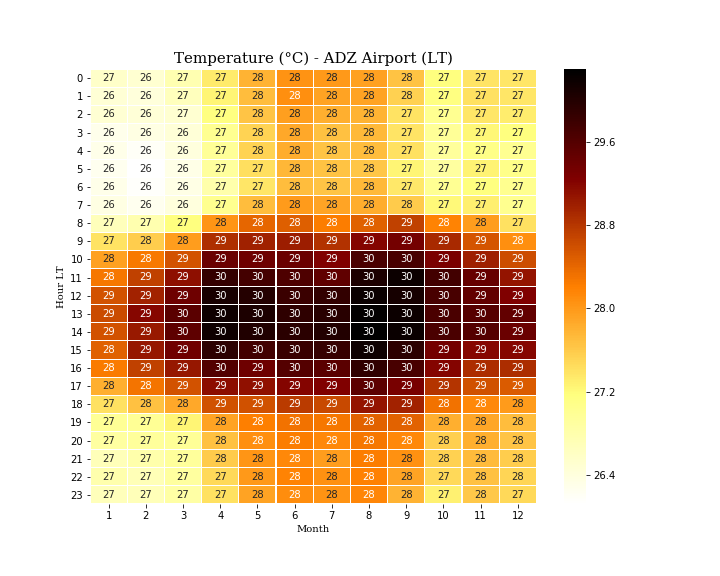 Temperature (°C) - ADZ Airport (LT)
0 27 26 27 27 28 28 28 28 28 27 27 27
1 26 26 27 27 28 28 28 28 28 27 27 27
2 26 26 27 27 28 28 28 28 27 27 27 27
3 26 26 26 27 28 28 28 28 27 27 27 27
4 26 26 26 27 27 28 28 28 27 27 27 27
5 26 26 26 27 27 28 28 28 27 27 27 27
6 26 26 26 27 27 28 28 28 27 27 27 27
7 26 26 26 27 28 28 28 28 28 27 27 27
8 27 27 27 28 28 28 28 28 29 28 28 27
9 27 28 28 29 29 29 29 29 29 29 29 28
10 28 28 29 29 29 29 29 30 30 29 29 29
11 28 29 29 30 30 30 30 30 30 30 29 29
12 29 29 29 30 30 30 30 30 30 30 29 29
13 29 29 30 30 30 30 30 30 30 30 30 29
14 29 29 30 30 30 30 30 30 30 30 30 29
15 28 29 29 30 30 30 30 30 30 29 29 29
16 28 29 29 30 29 30 30 30 30 29 29 29
17 28 28 29 29 29 29 29 30 29 29 29 29
18 27 28 28 29 29 29 29 29 29 28 28 28
19 27 27 27 28 28 28 28 28 28 28 28 28
20 27 27 27 28 28 28 28 28 28 28 28 28
21 27 27 27 28 28 28 28 28 28 28 28 28
22 27 27 27 27 28 28 28 28 28 27 28 28
23 27 27 27 27 28 28 28 28 28 27 28 27
1 2 3 4 5 6 7 8 9 10 11 12
Month
Hour LT
29.6
28.8
28.0
27.2
26.4